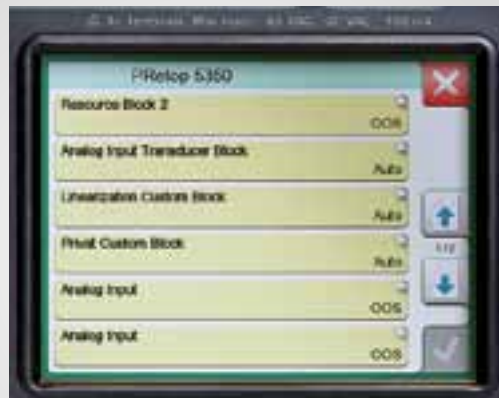 PRetop 5350
Resource Block 2
OOS
Analog Input Transducer Block
Auto
Linearization Custom Block
Auto
Privat Custom Block
Auto
Analog Input
OOS
Analog Input
OOS